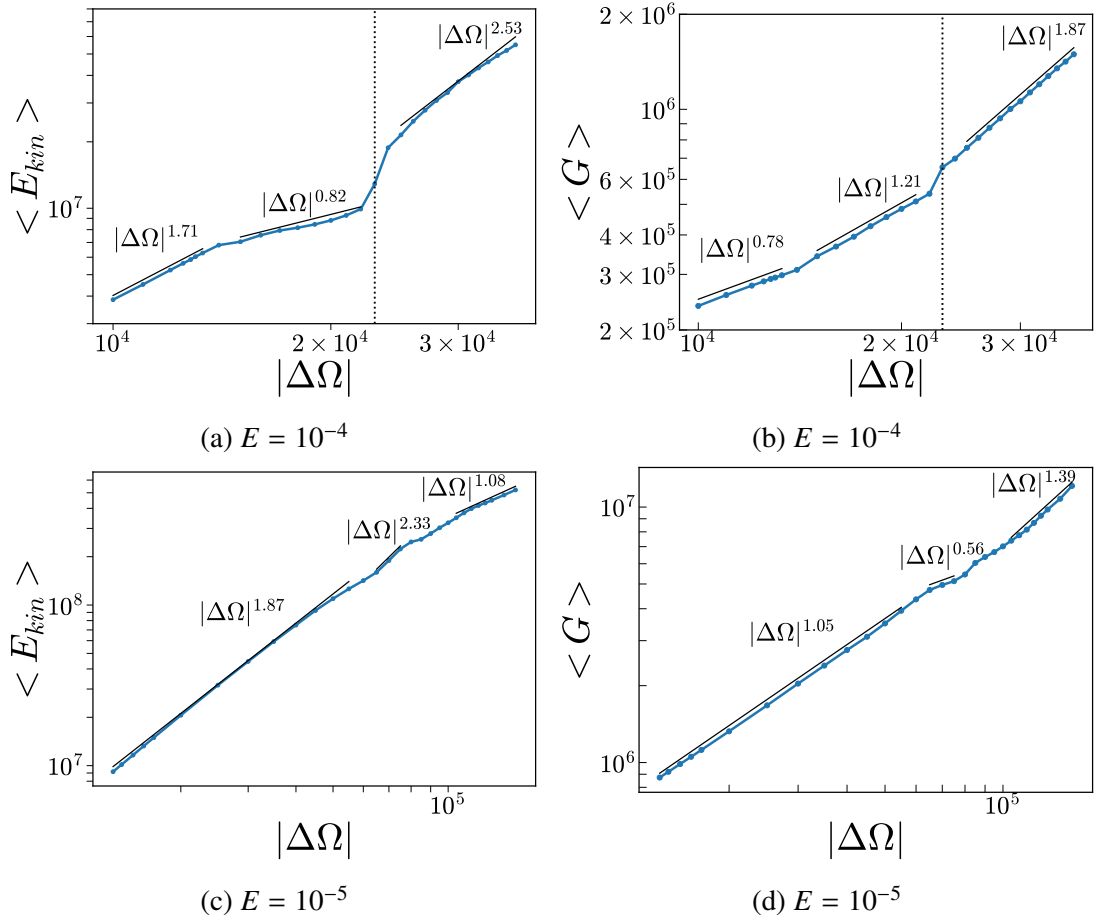 |ΔΩ|^{2.53}
|ΔΩ|^{0.82}
|ΔΩ|^{1.71}
10^7
< E_{kin} >
10^4
2 × 10^4
3 × 10^4
|ΔΩ|
(a) E = 10^{-4}
2 × 10^6
|ΔΩ|^{1.87}
10^6
|ΔΩ|^{1.21}
6 × 10^5
|ΔΩ|^{0.78}
4 × 10^5
3 × 10^5
2 × 10^5
< G >
10^4
2 × 10^4
3 × 10^4
|ΔΩ|
(b) E = 10^{-4}
|ΔΩ|^{1.08}
|ΔΩ|^{2.33}
10^8
|ΔΩ|^{1.87}
10^7
< E_{kin} >
10^5
|ΔΩ|
(c) E = 10^{-5}
|ΔΩ|^{1.39}
10^7
|ΔΩ|^{0.56}
|ΔΩ|^{1.05}
10^6
< G >
10^5
|ΔΩ|
(d) E = 10^{-5}